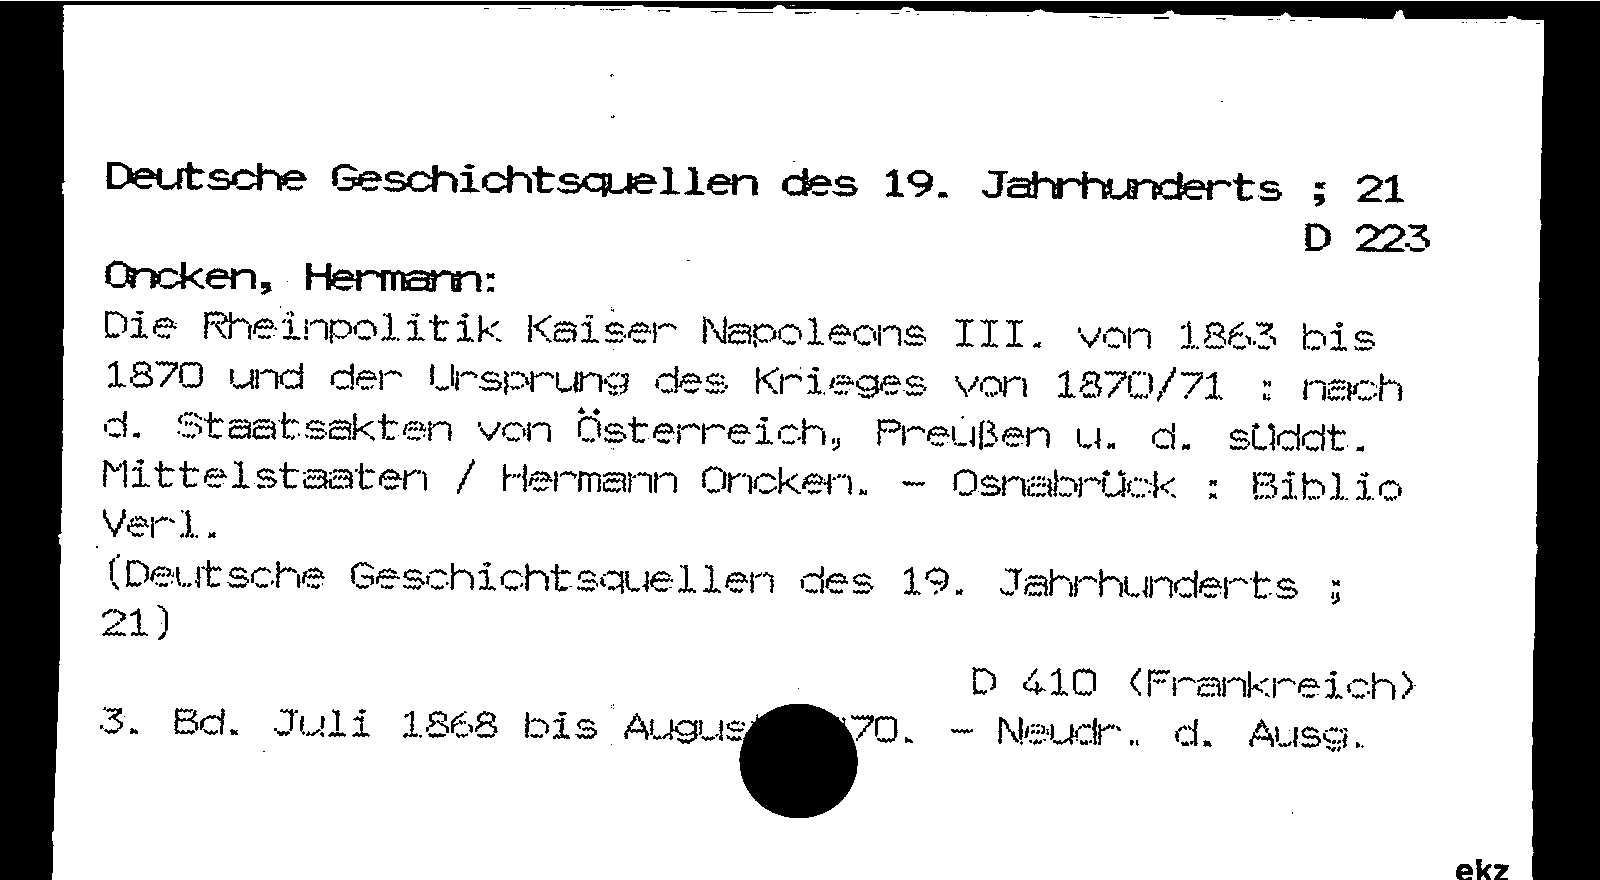 Deutsche Geschichtsquellen des 19. Jahrhunderts ; 21
D 223
Oncken, Hermann:
Die Rheinpolitik Kaiser Napoleons III. von 1863 bis
1870 und der Ursprung des Krieges von 1870/71 : nach
d. Staatsakten von Österreich, Preußen u. d. süddt.
Mittelstaaten / Hermann Oncken. - Osnabrück : Biblio
Verl.
(Deutsche Geschichtsquellen des 19. Jahrhunderts ;
21)
D 410 (Frankreich)
3. Bd. Juli 1868 bis 70. - Neudr. d. Ausg.
ekz